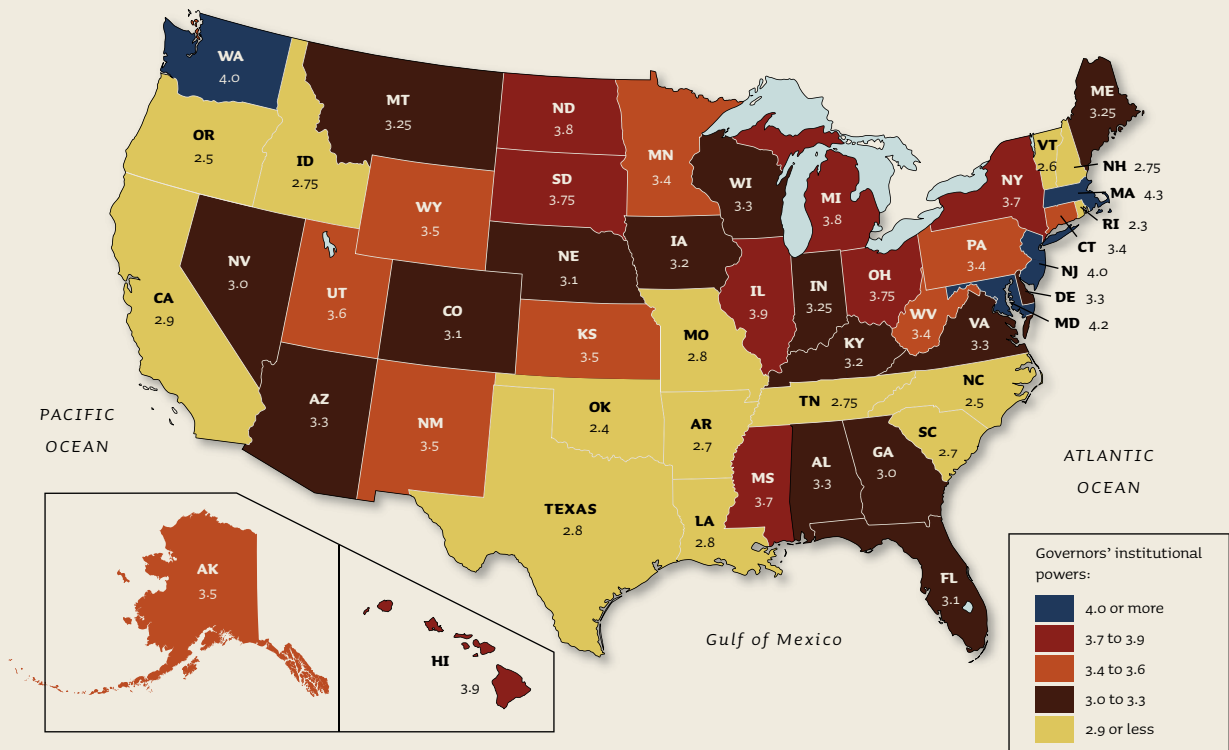 WA
4.0
MT
3.25
ND
3.8
MN
3.4
ME
3.25
OR
2.5
ID
2.75
SD
3.75
WI
3.3
MI
3.8
NY
3.7
VT
2.6
NH 2.75
MA 4.3
RI 2.3
CT 3.4
NJ 4.0
DE 3.3
MD 4.2
WY
3.5
NV
3.0
UT
3.6
CO
3.1
NE
3.1
IA
3.2
IL
3.9
IN
3.25
OH
3.75
PA
3.4
WV
3.4
VA
3.3
CA
2.9
KS
3.5
MO
2.8
KY
3.2
AZ
3.3
NM
3.5
OK
2.4
AR
2.7
TN 2.75
NC
2.5
SC
2.7
MS
3.7
AL
3.3
GA
3.0
TEXAS
2.8
LA
2.8
FL
3.1
PACIFIC
OCEAN
ATLANTIC
OCEAN
Gulf of Mexico
AK
3.5
HI
3.9
Governors’ institutional
powers:
4.0 or more
3.7 to 3.9
3.4 to 3.6
3.0 to 3.3
2.9 or less